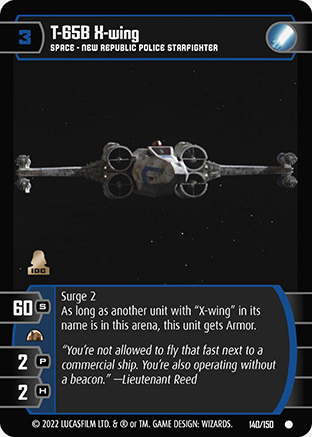 3
T-65B X-wing
SPACE - NEW REPUBLIC POLICE STARFIGHTER
IDC
60 S
2 P
2 H
Surge 2
As long as another unit with “X-wing” in its
name is in this arena, this unit gets Armor.
“You’re not allowed to fly that fast next to a
commercial ship. You’re also operating without
a beacon.” —Lieutenant Reed
© 2022 LUCASFILM LTD. & ® or TM. GAME DESIGN: WIZARDS. 140/150